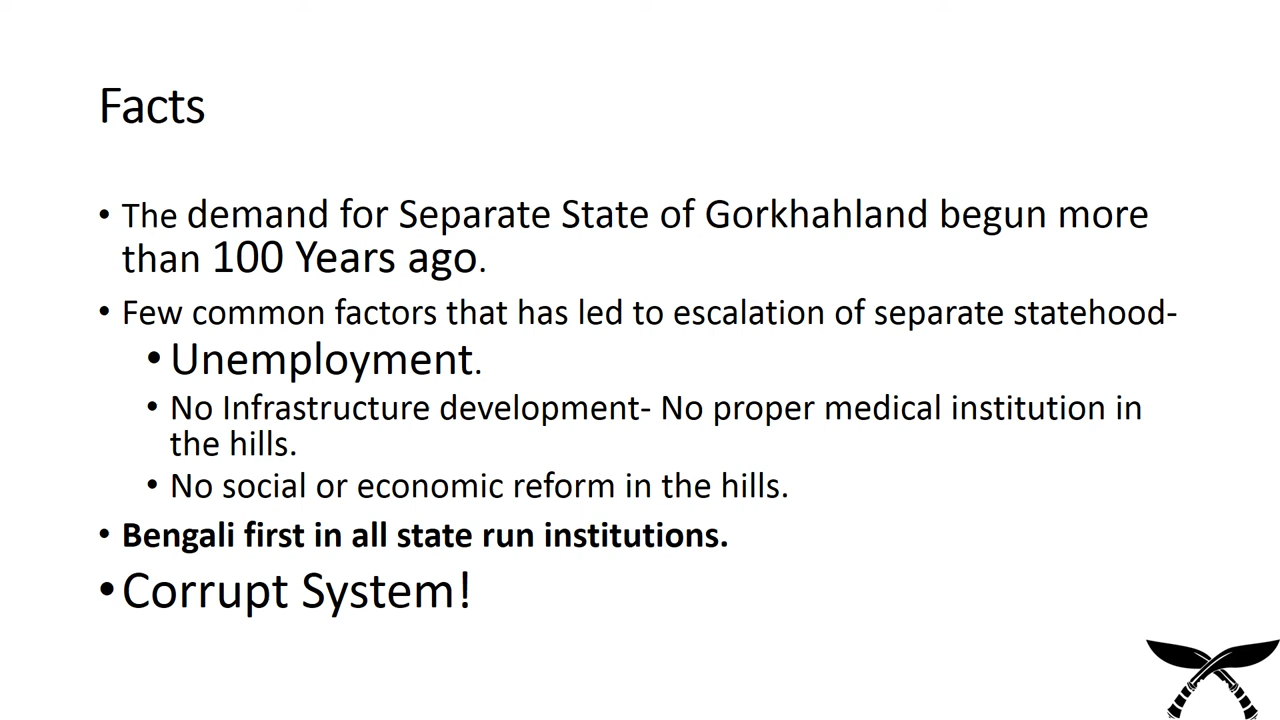 Facts
• The demand for Separate State of Gorkhahland begun more
than 100 Years ago.
• Few common factors that has led to escalation of separate statehood-
• Unemployment.
• No Infrastructure development- No proper medical institution in
the hills.
• No social or economic reform in the hills.
• Bengali first in all state run institutions.
• Corrupt System!